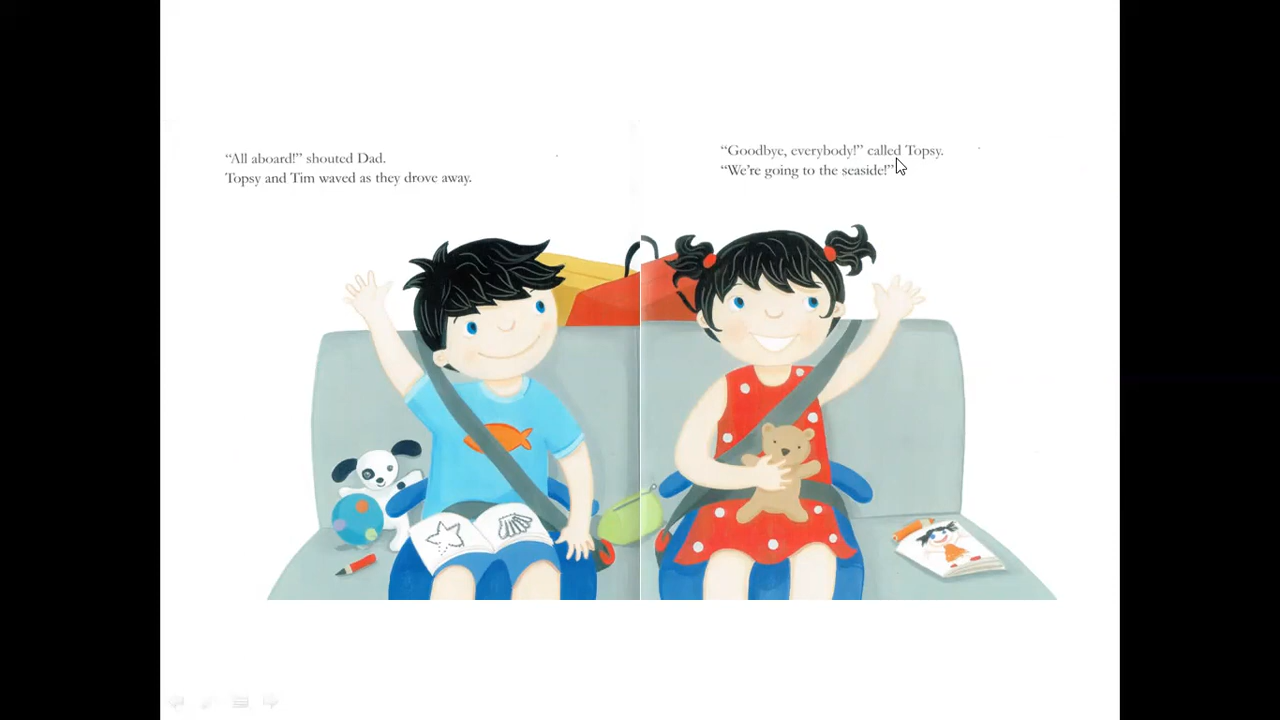 “All aboard!” shouted Dad.
Topsy and Tim waved as they drove away.
“Goodbye, everybody!” called Topsy.
“We’re going to the seaside!”